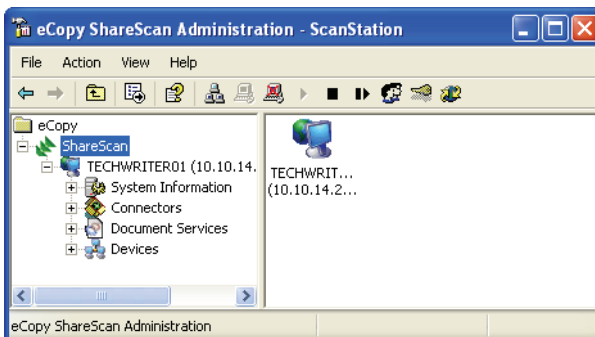 eCopy ShareScan Administration - ScanStation
File Action View Help
eCopy
ShareScan
TECHWRITER01 (10.10.14.
System Information
Connectors
Document Services
Devices
TECHWRIT...
(10.10.14.2...
eCopy ShareScan Administration